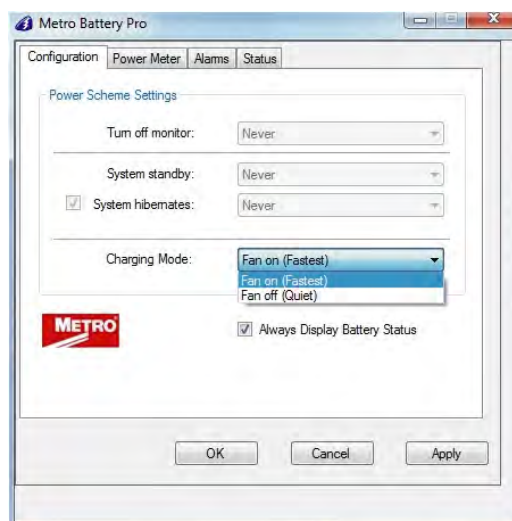 Metro Battery Pro
Configuration Power Meter Alarms Status
Power Scheme Settings
Turn off monitor: Never
System standby: Never
System hibernates: Never
Charging Mode: Fan on (Fastest)
Fan on (Fastest)
Fan off (Quiet)
METRO
Always Display Battery Status
OK Cancel Apply